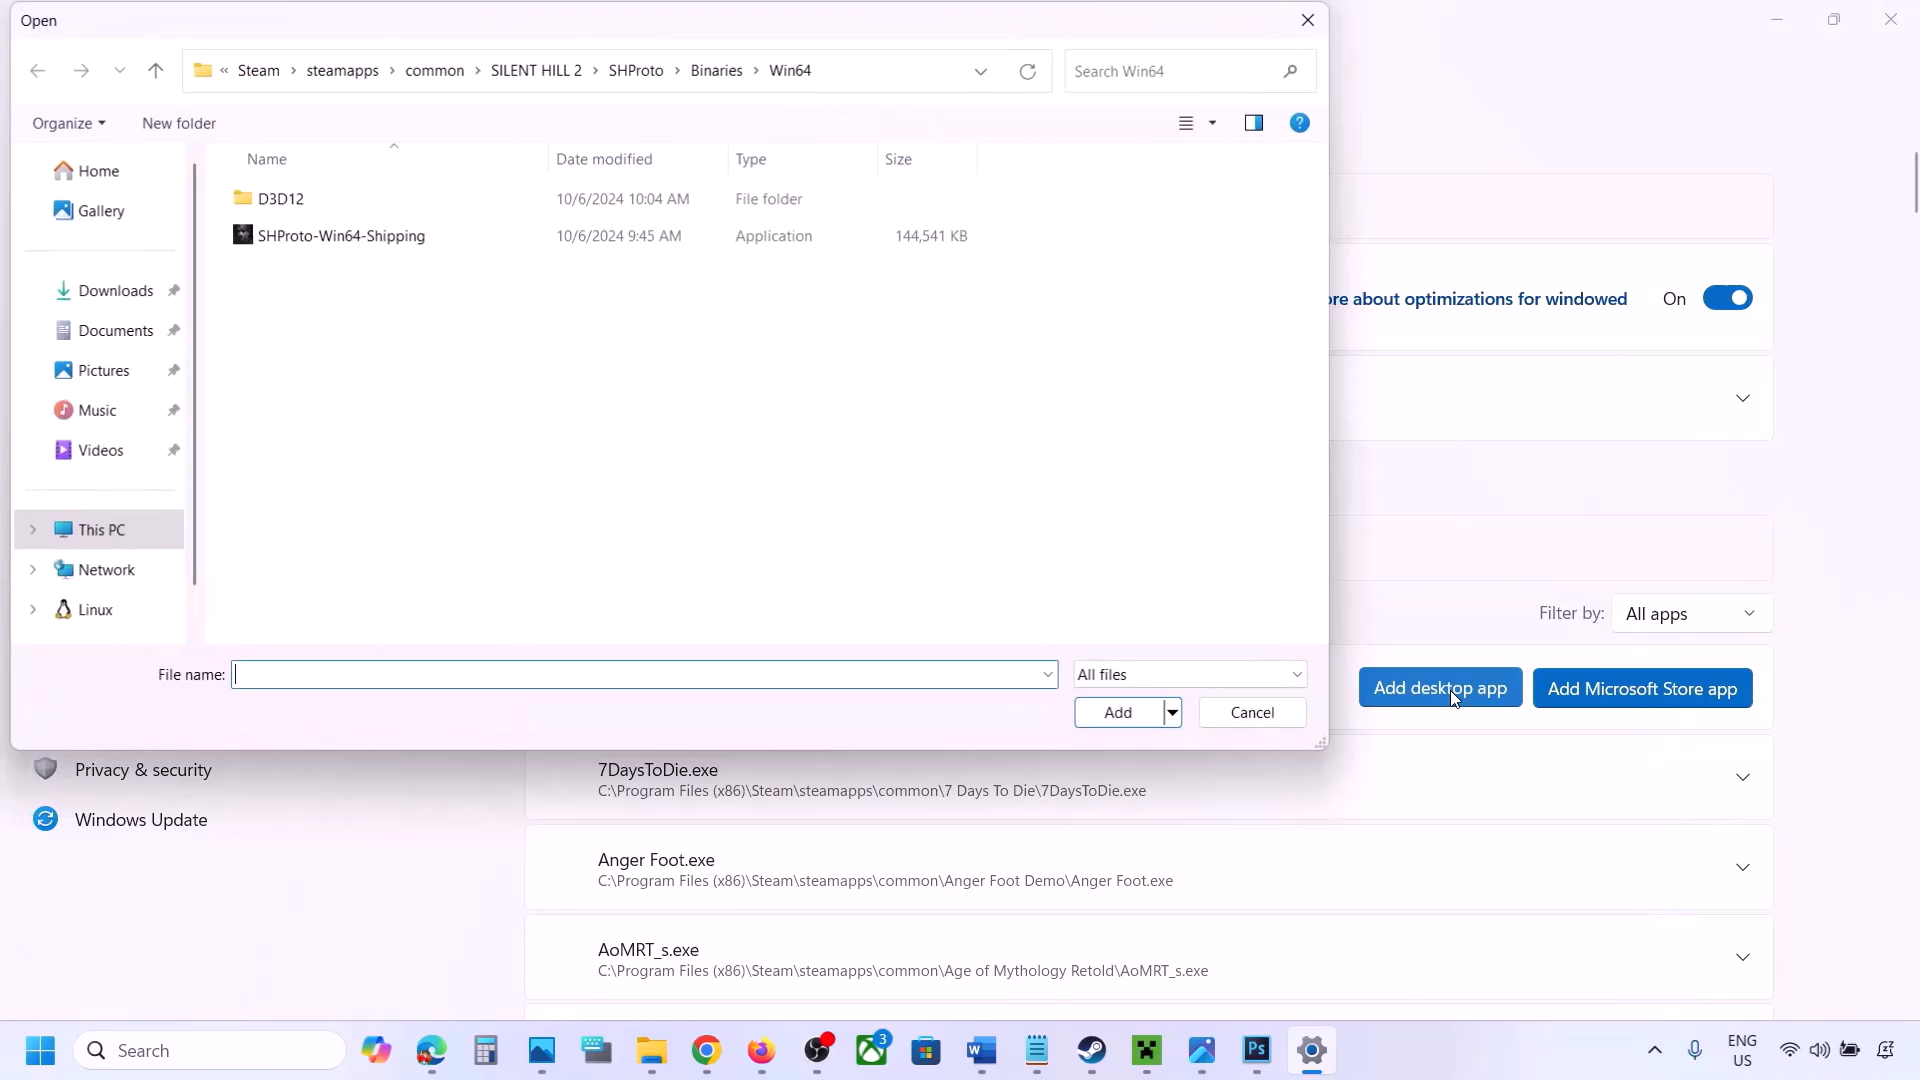 Open
« Steam > steamapps > common > SILENT HILL 2 > SHProto > Binaries > Win64
Search Win64
Organize
New folder
Name
Date modified
Type
Size
D3D12
10/6/2024 10:04 AM
File folder
SHProto-Win64-Shipping
10/6/2024 9:45 AM
Application
144,541 KB
Home
Gallery
Downloads
Documents
Pictures
Music
Videos
This PC
Network
Linux
File name:
All files
Add
Cancel
about optimizations for windowed
On
Filter by:
All apps
Add desktop app
Add Microsoft Store app
Privacy & security
Windows Update
7DaysToDie.exe
C:\Program Files (x86)\Steam\steamapps\common\7 Days To Die\7DaysToDie.exe
Anger Foot.exe
C:\Program Files (x86)\Steam\steamapps\common\Anger Foot Demo\Anger Foot.exe
AoMRT_s.exe
C:\Program Files (x86)\Steam\steamapps\common\Age of Mythology Retold\AoMRT_s.exe
Search
3
Ps
ENG
US